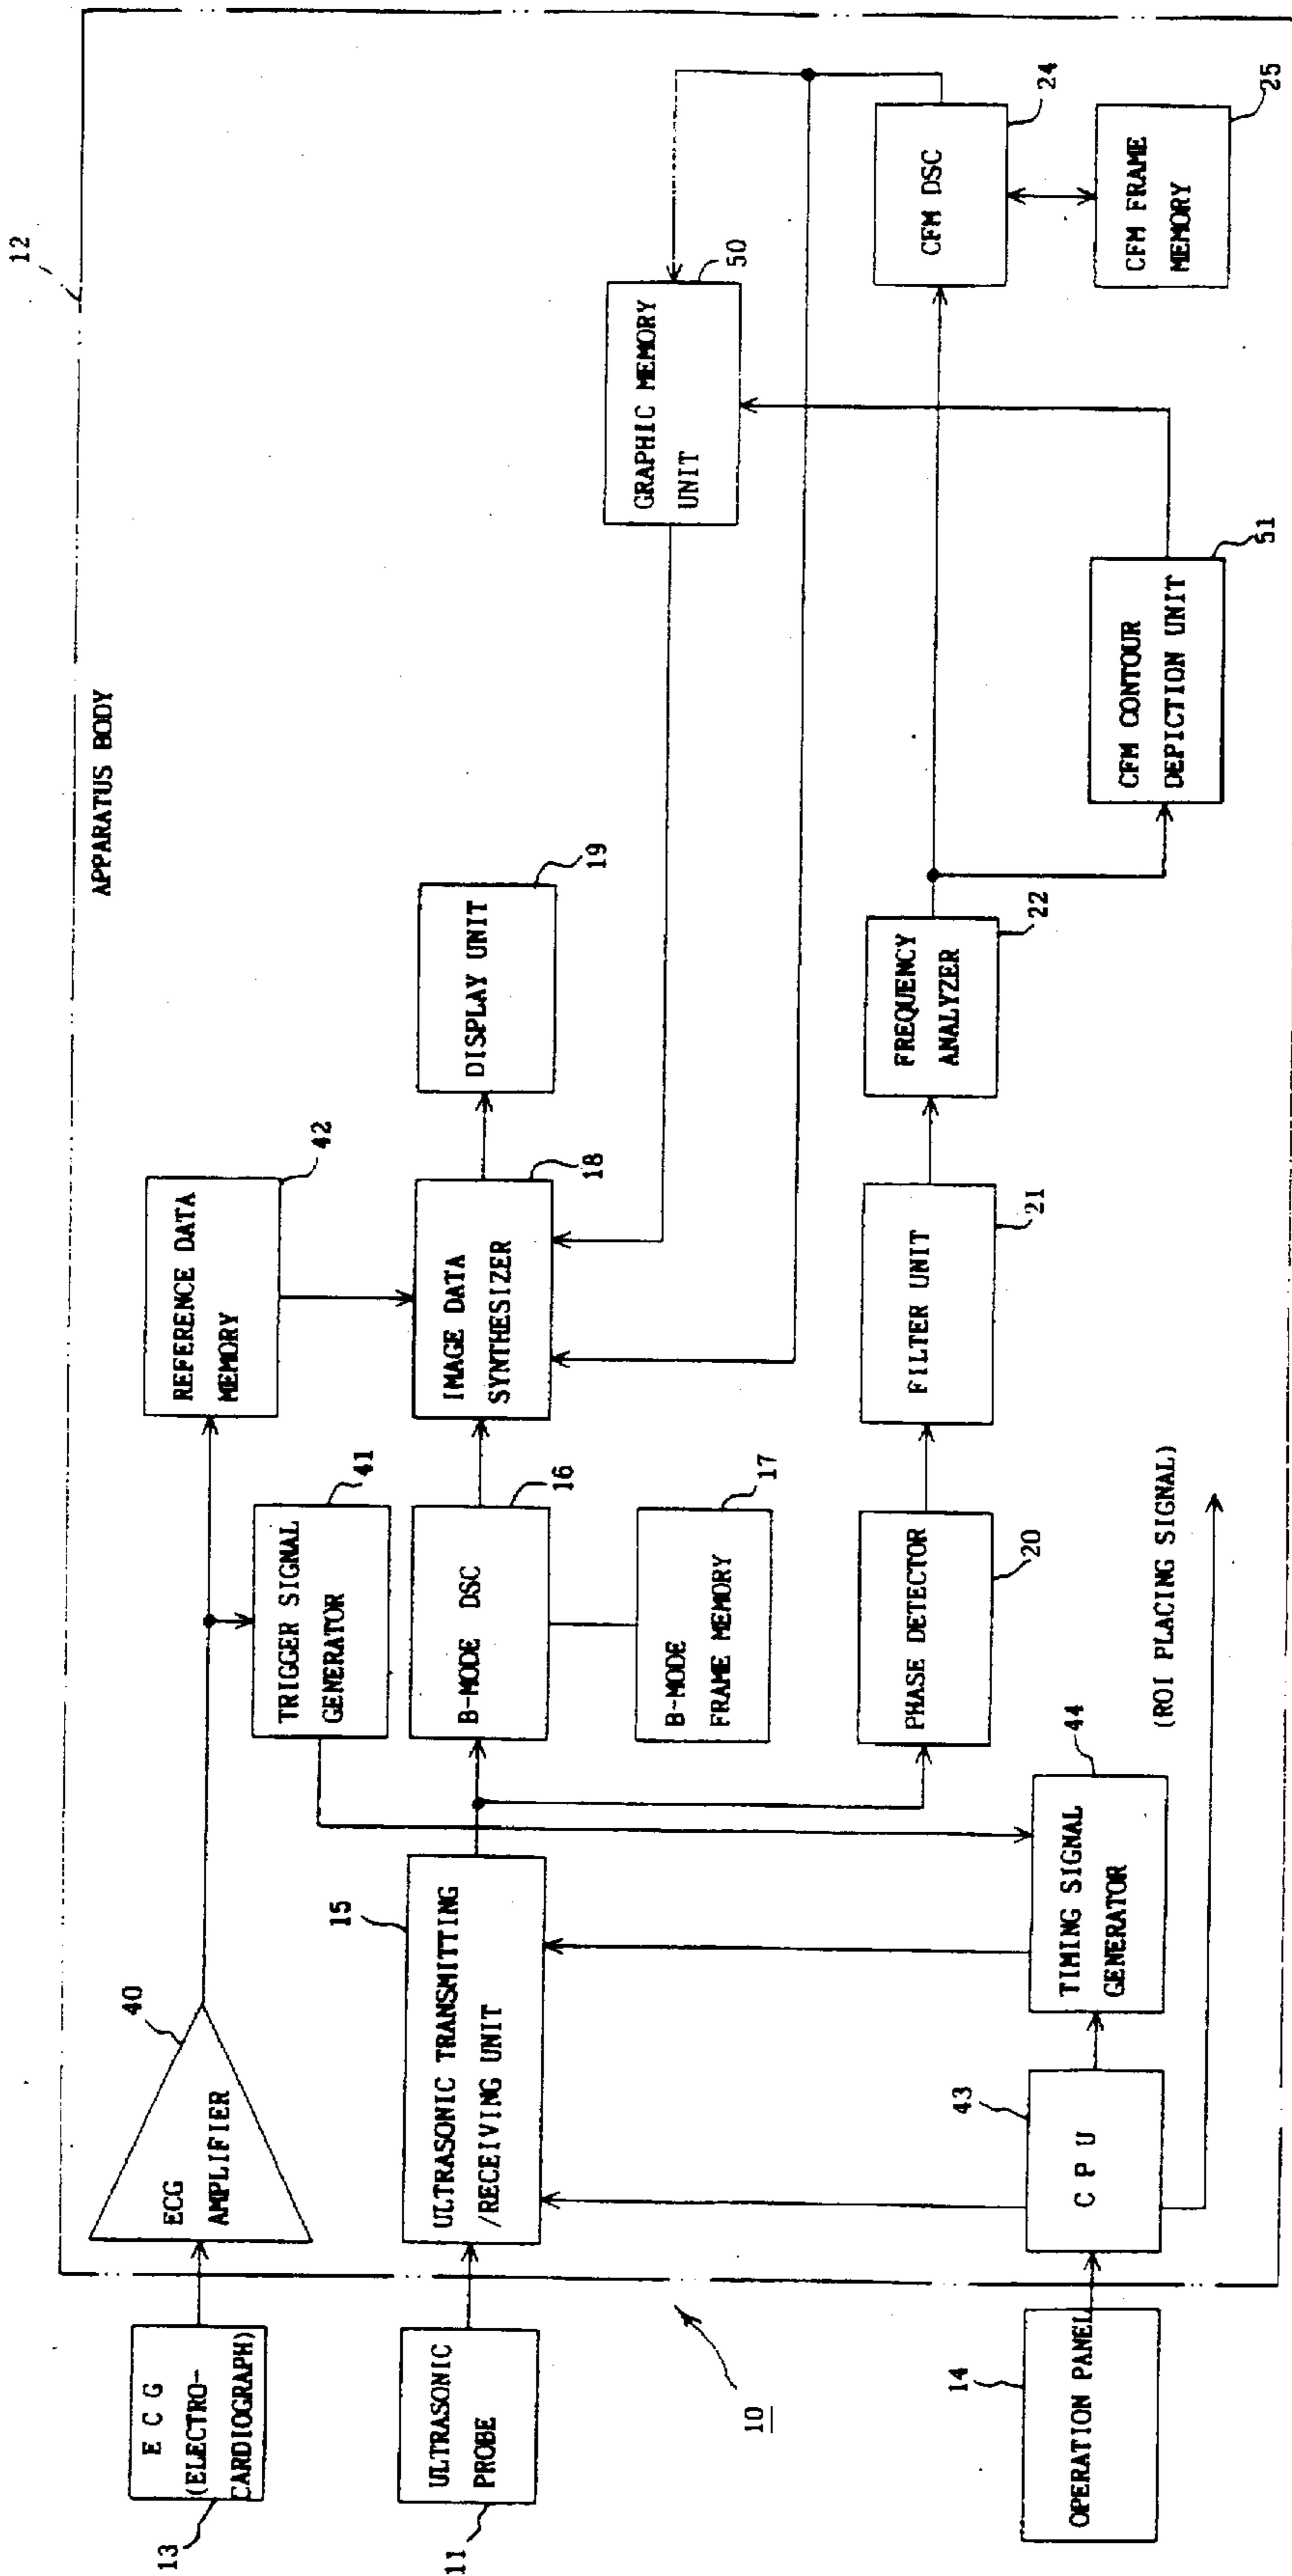 APPARATUS BODY
12
E C G
(ELECTRO-
CARDIOGRAPH)
13
ECG
AMPLIFIER
40
TRIGGER SIGNAL
GENERATOR
41
REFERENCE DATA
MEMORY
42
ULTRASONIC
PROBE
11
ULTRASONIC TRANSMITTING
/RECEIVING UNIT
15
B-MODE DSC
16
B-MODE
FRAME MEMORY
17
IMAGE DATA
SYNTHESIZER
18
DISPLAY UNIT
19
GRAPHIC MEMORY
UNIT
50
10
PHASE DETECTOR
20
FILTER UNIT
21
FREQUENCY
ANALYZER
22
CFM DSC
24
CFM FRAME
MEMORY
25
CFM CONTOUR
DEPICTION UNIT
51
OPERATION PANEL
14
C P U
43
TIMING SIGNAL
GENERATOR
44
(ROI PLACING SIGNAL)